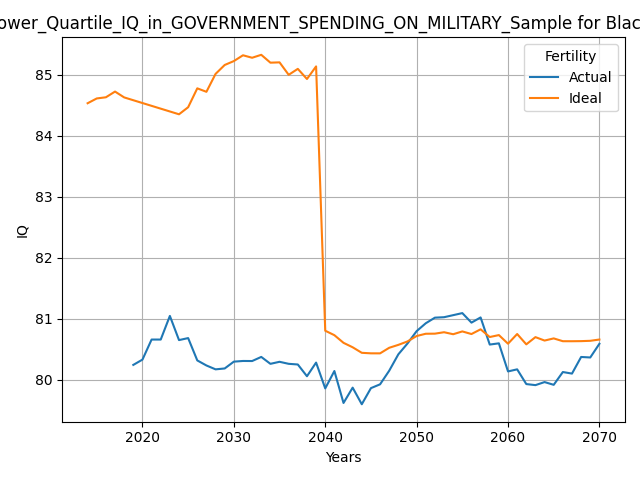 ower_Quartile_IQ_in_GOVERNMENT_SPENDING_ON_MILITARY_Sample for Blac
Fertility
Actual
Ideal
85
84
83
82
81
80
IQ
2020 2030 2040 2050 2060 2070
Years